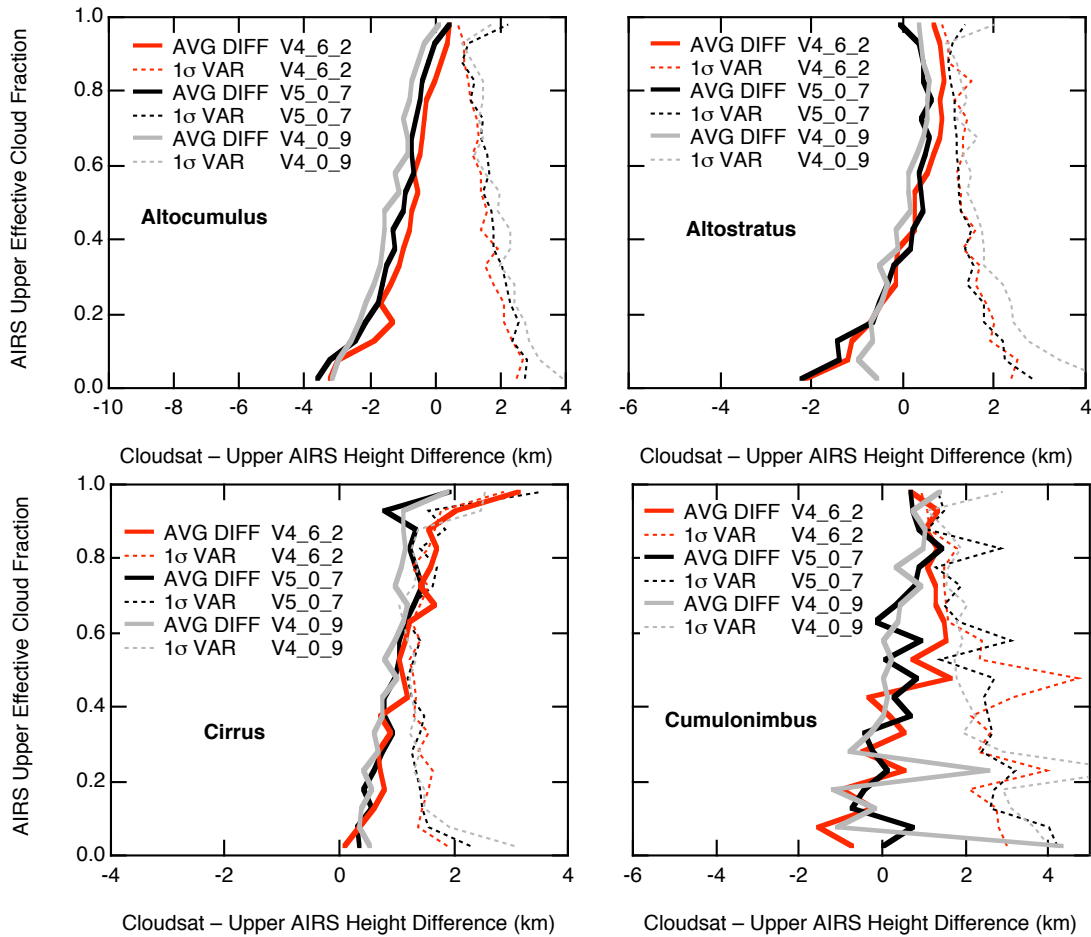 AIRS Upper Effective Cloud Fraction
1.0
0.8
0.6
0.4
0.2
0.0
AVG DIFF V4_6_2
1σ VAR V4_6_2
AVG DIFF V5_0_7
1σ VAR V5_0_7
AVG DIFF V4_0_9
1σ VAR V4_0_9
Altocumulus
-10 -8 -6 -4 -2 0 2 4
Cloudsat – Upper AIRS Height Difference (km)
AVG DIFF V4_6_2
1σ VAR V4_6_2
AVG DIFF V5_0_7
1σ VAR V5_0_7
AVG DIFF V4_0_9
1σ VAR V4_0_9
Altostratus
-6 -4 -2 0 2 4
Cloudsat – Upper AIRS Height Difference (km)
AIRS Upper Effective Cloud Fraction
1.0
0.8
0.6
0.4
0.2
0.0
AVG DIFF V4_6_2
1σ VAR V4_6_2
AVG DIFF V5_0_7
1σ VAR V5_0_7
AVG DIFF V4_0_9
1σ VAR V4_0_9
Cirrus
-4 -2 0 2 4
Cloudsat – Upper AIRS Height Difference (km)
AVG DIFF V4_6_2
1σ VAR V4_6_2
AVG DIFF V5_0_7
1σ VAR V5_0_7
AVG DIFF V4_0_9
1σ VAR V4_0_9
Cumulonimbus
-6 -4 -2 0 2 4
Cloudsat – Upper AIRS Height Difference (km)